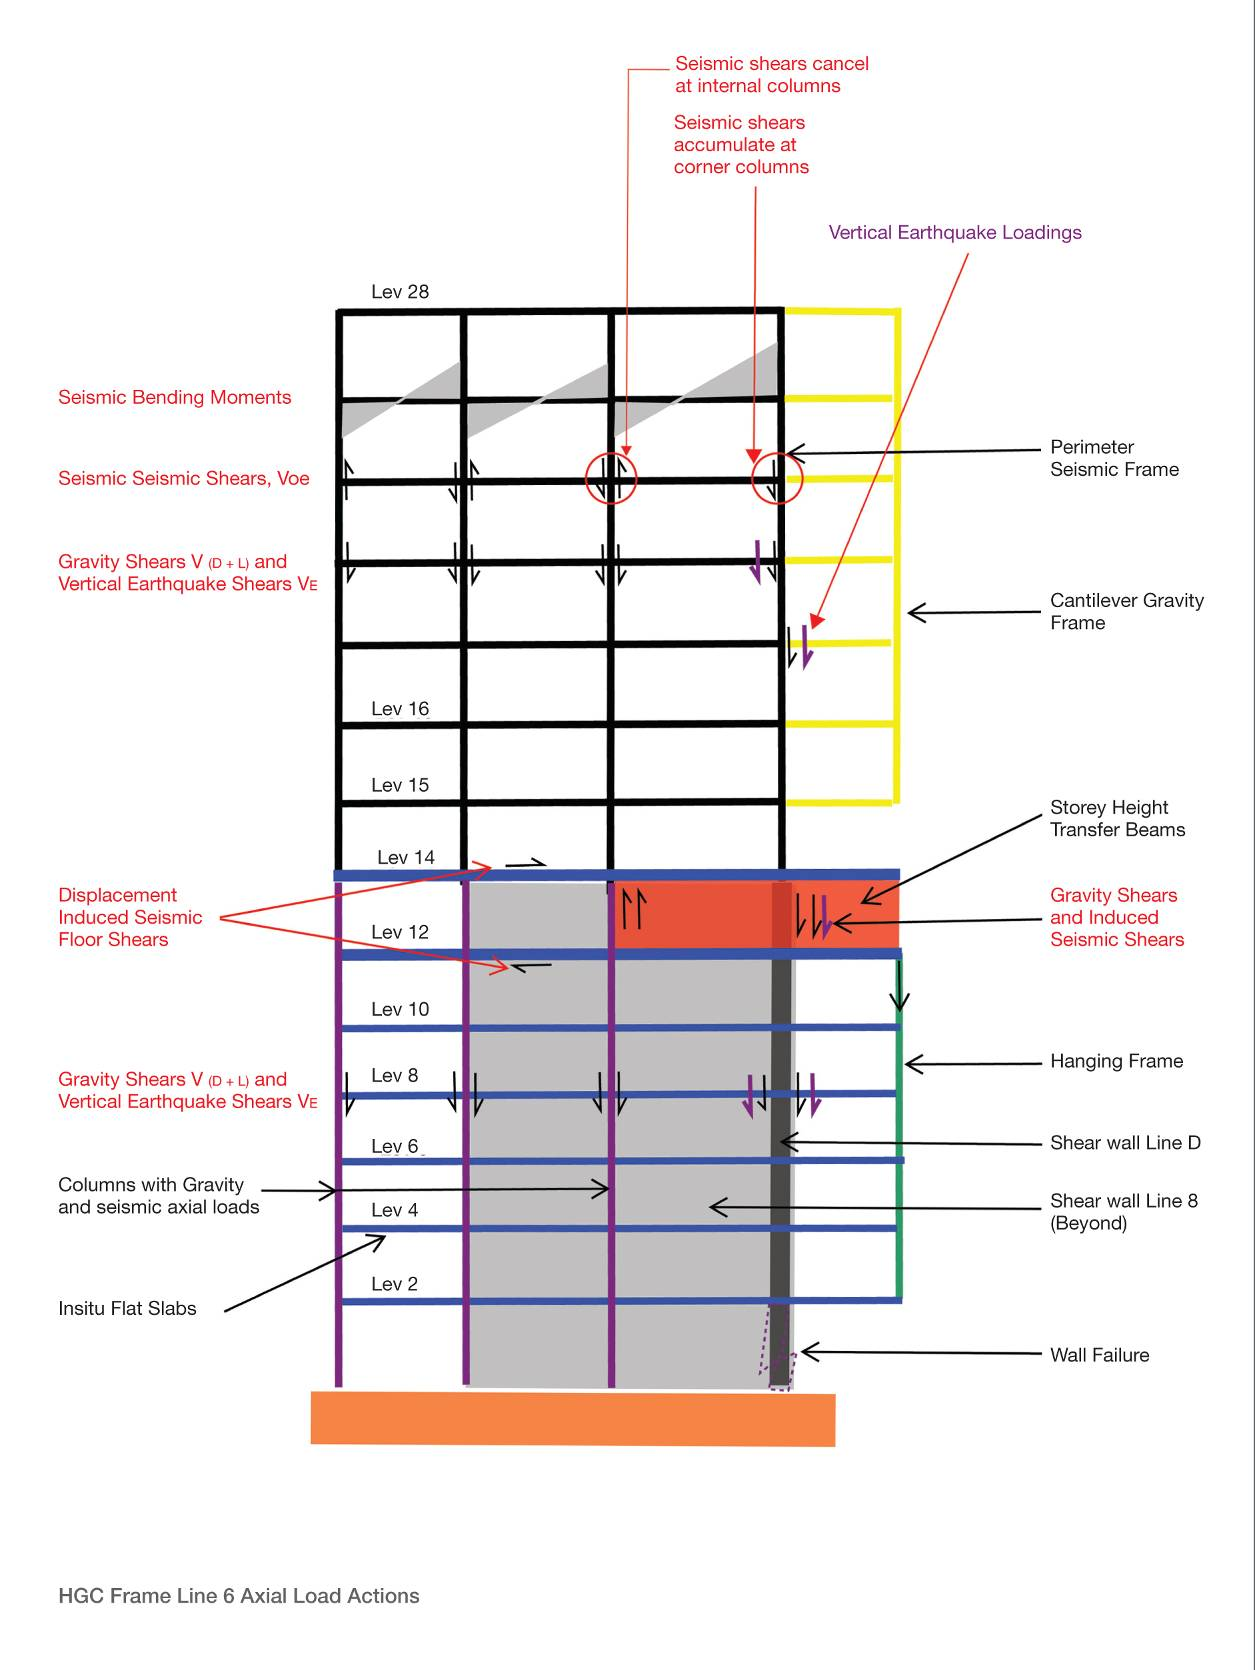 Seismic shears cancel
at internal columns
Seismic shears
accumulate at
corner columns
Vertical Earthquake Loadings
Lev 28
Seismic Bending Moments
Perimeter
Seismic Frame
Seismic Seismic Shears, Voe
Gravity Shears V (D + L) and
Vertical Earthquake Shears VE
Cantilever Gravity
Frame
Lev 16
Lev 15
Storey Height
Transfer Beams
Lev 14
Displacement
Induced Seismic
Floor Shears
Gravity Shears
and Induced
Seismic Shears
Lev 12
Lev 10
Hanging Frame
Gravity Shears V (D + L) and
Vertical Earthquake Shears VE
Lev 8
Lev 6
Shear wall Line D
Columns with Gravity
and seismic axial loads
Shear wall Line 8
(Beyond)
Lev 4
Lev 2
Insitu Flat Slabs
Wall Failure
HGC Frame Line 6 Axial Load Actions